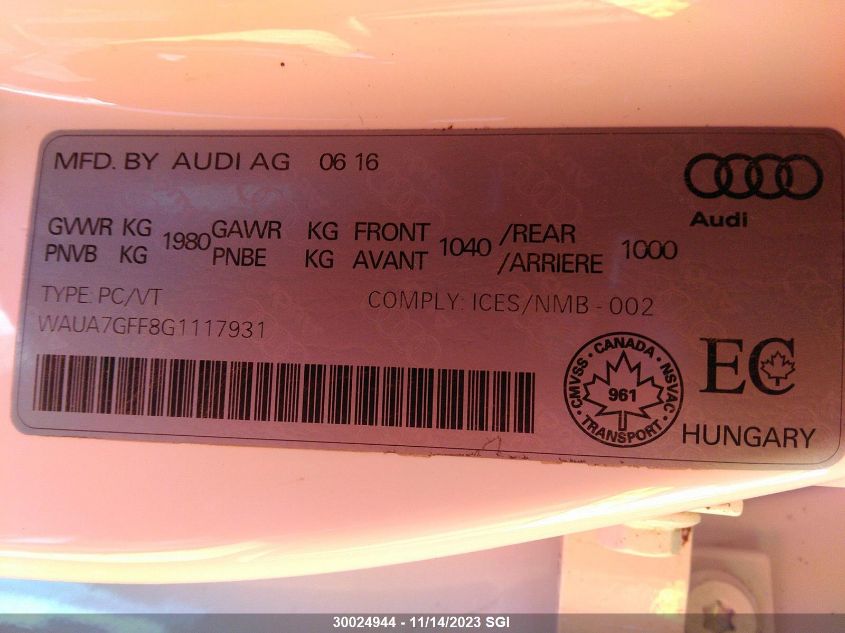 MFD. BY AUDI AG 06 16
Audi
GVWR KG 1980 GAWR KG FRONT 1040 /REAR 1000
PNVB KG PNBE KG AVANT /ARRIERE
TYPE: PC/VT COMPLY: ICES/NMB - 002
WAUA7GFF8G1117931
CMVSS • CANADA • NSVAC • TRANSPORT •
961
EC
HUNGARY
30024944 - 11/14/2023 SGI